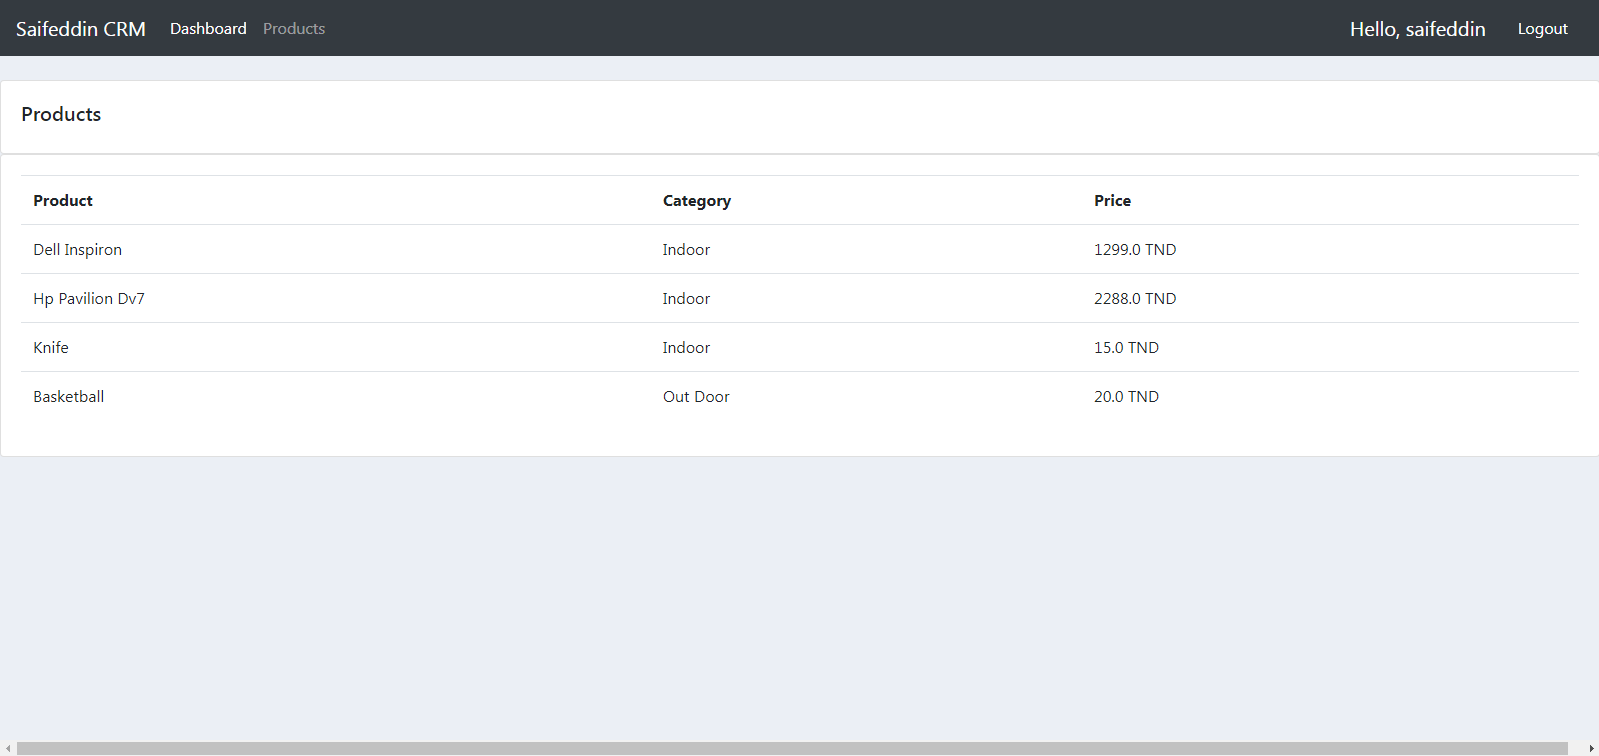 Saifeddin CRM Dashboard Products Hello, saifeddin Logout
Products
Product Category Price
Dell Inspiron Indoor 1299.0 TND
Hp Pavilion Dv7 Indoor 2288.0 TND
Knife Indoor 15.0 TND
Basketball Out Door 20.0 TND